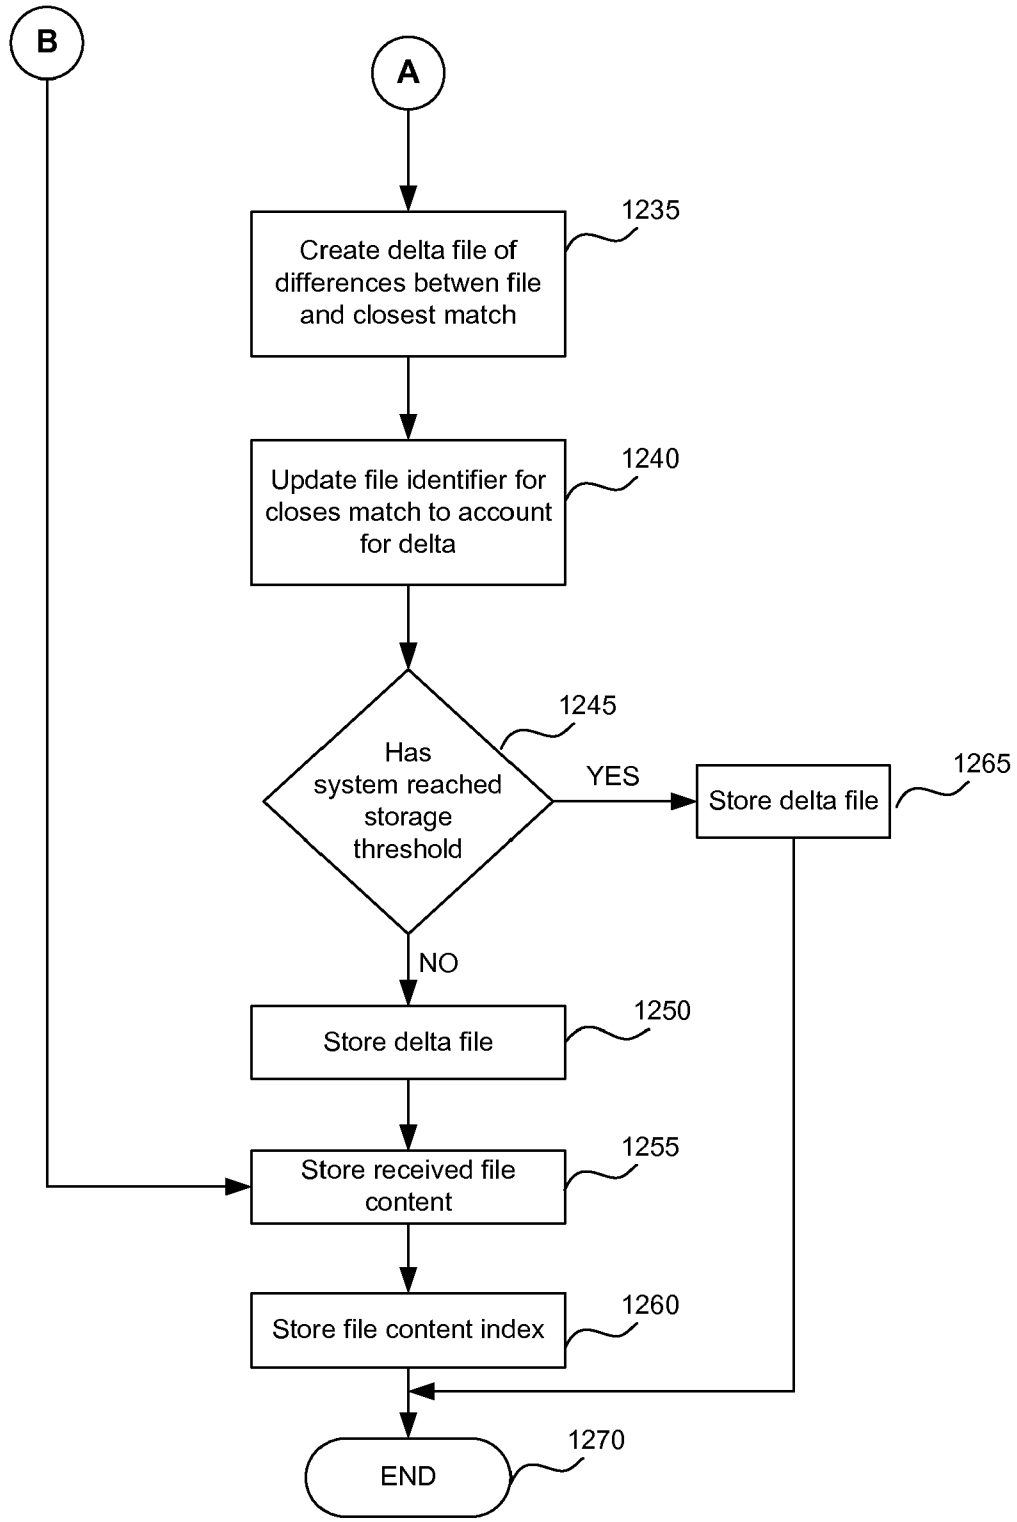 B
A
1235
Create delta file of
differences betwen file
and closest match
1240
Update file identifier for
closes match to account
for delta
1245
Has
system reached
storage
threshold
YES
1265
Store delta file
NO
1250
Store delta file
1255
Store received file
content
1260
Store file content index
1270
END